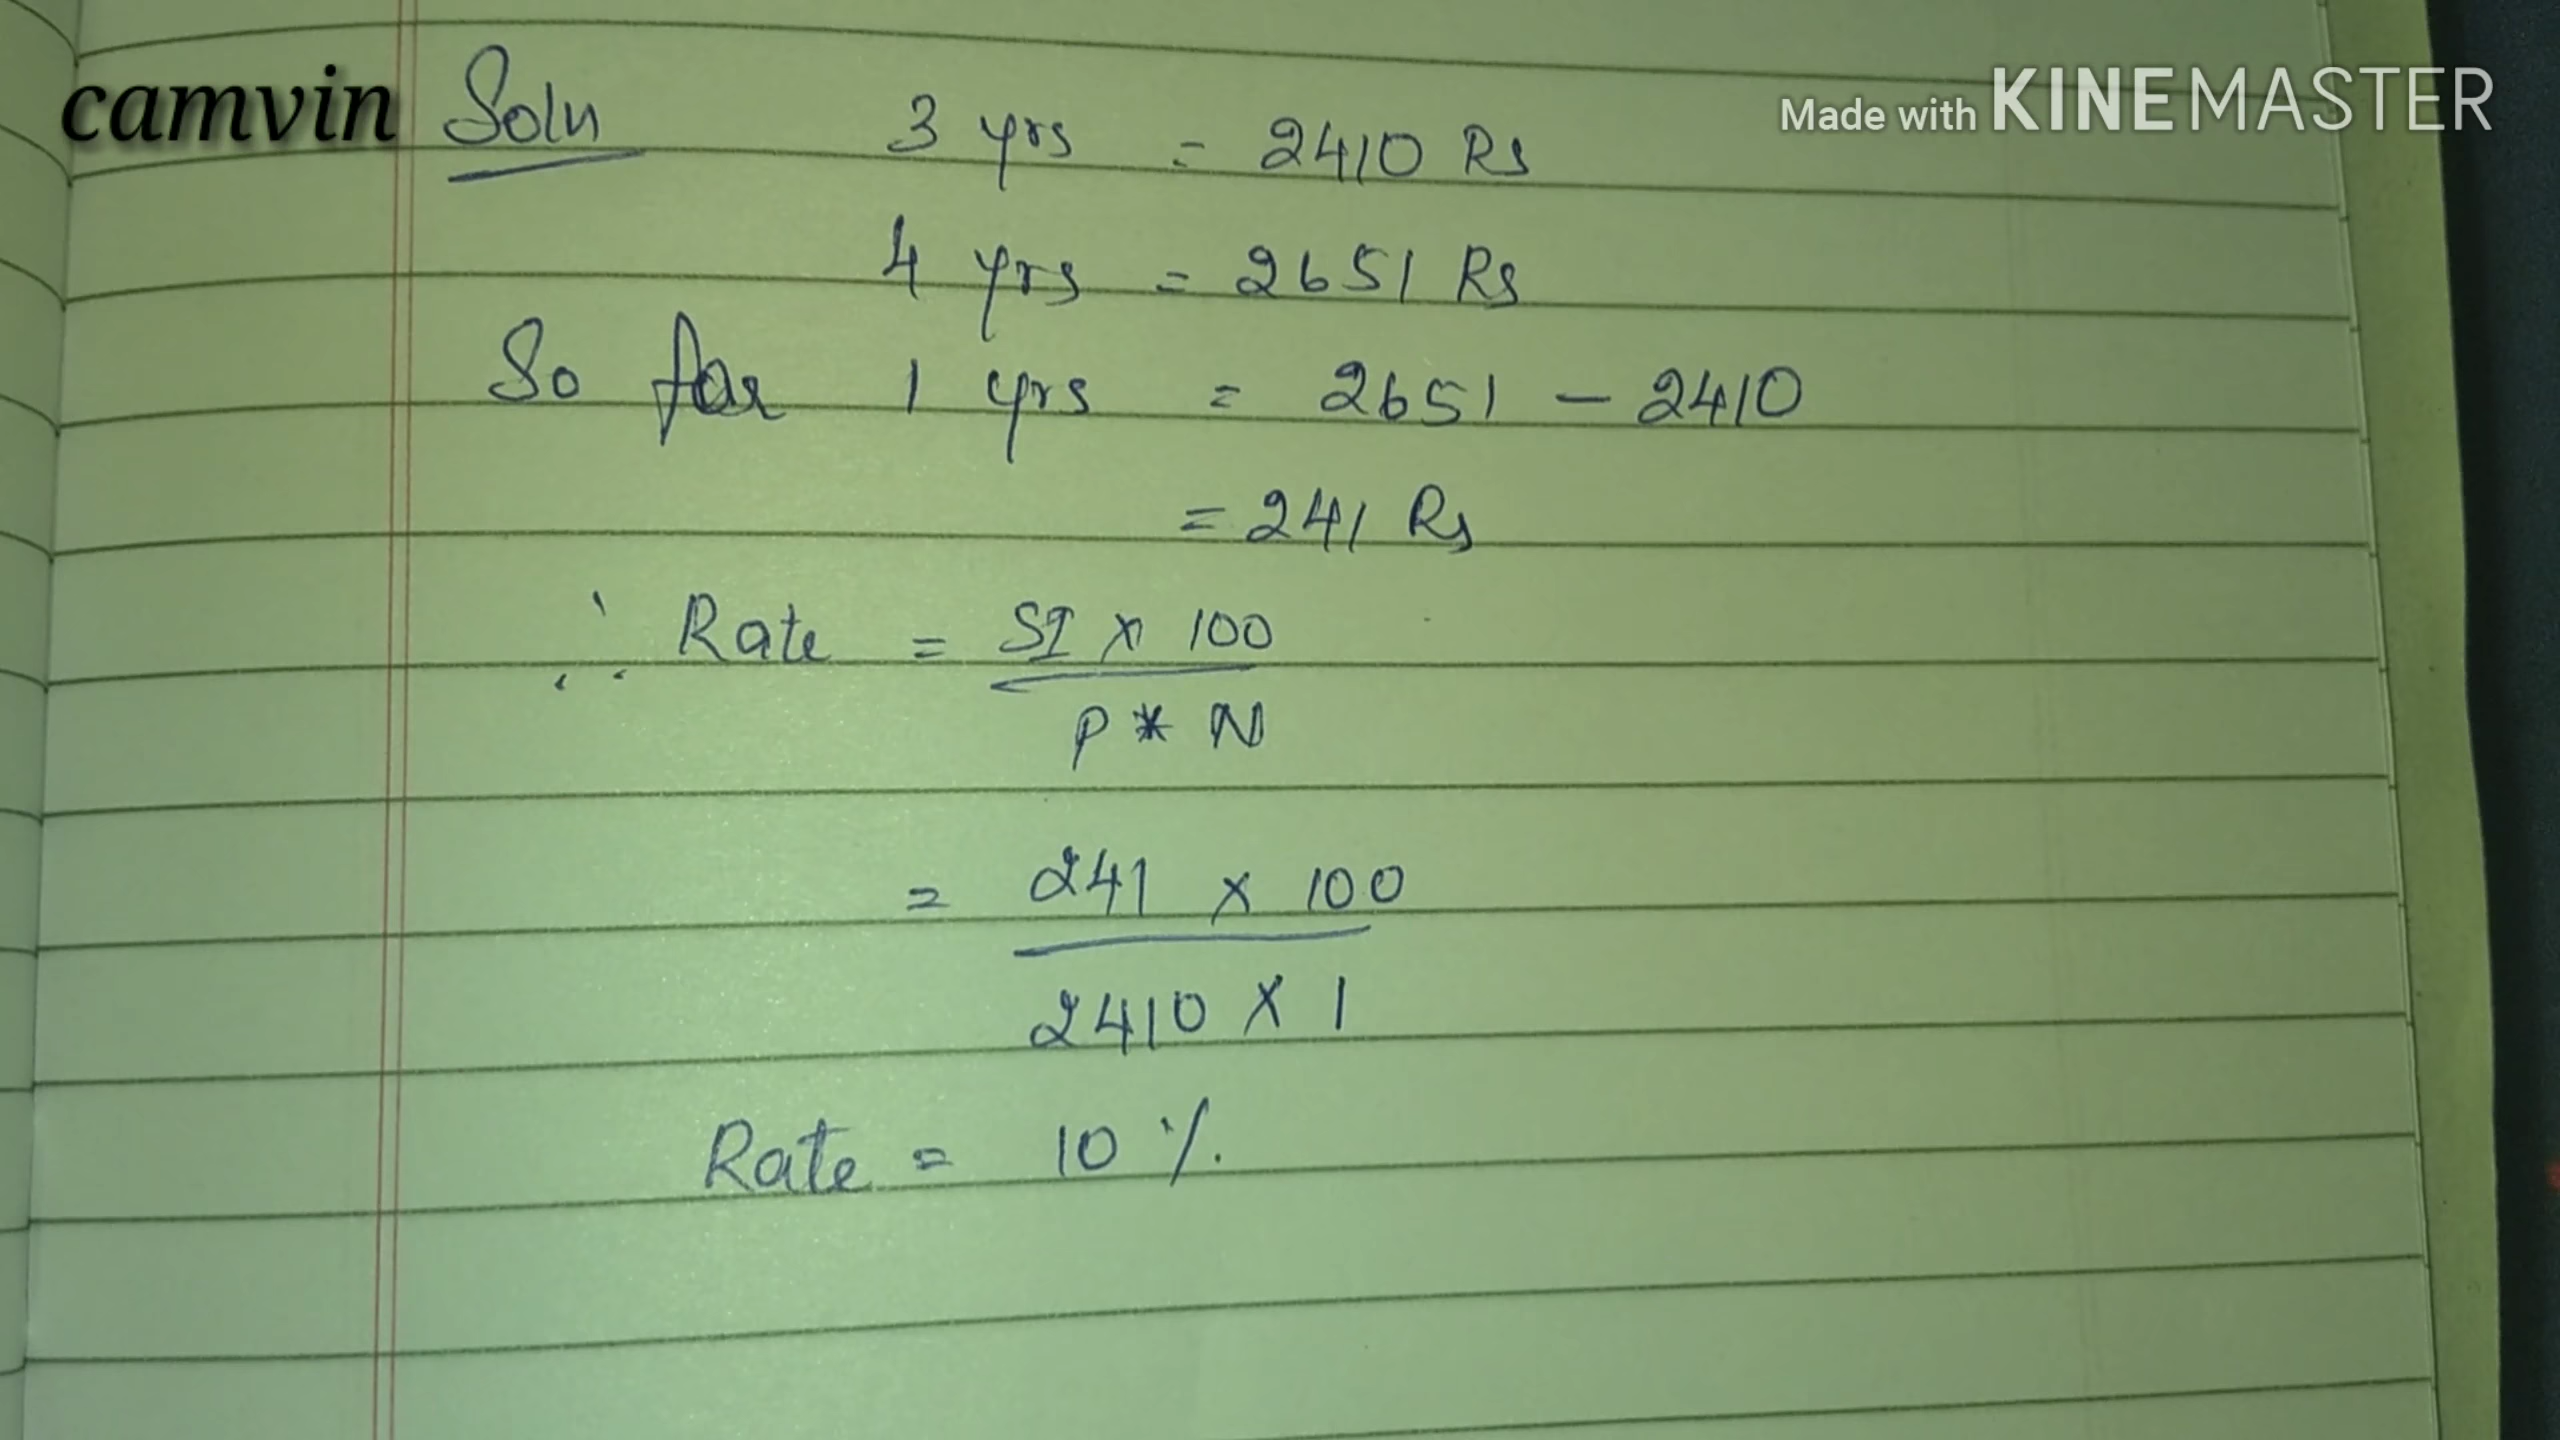 camvin
Made with KINEMASTER
Soln 3 yrs = 2410 Rs
4 yrs = 2651 Rs
So for 1 yrs = 2651 - 2410
= 241 Rs
∴ Rate = SI × 100
P * N
= 241 × 100
2410 × 1
Rate = 10 %.